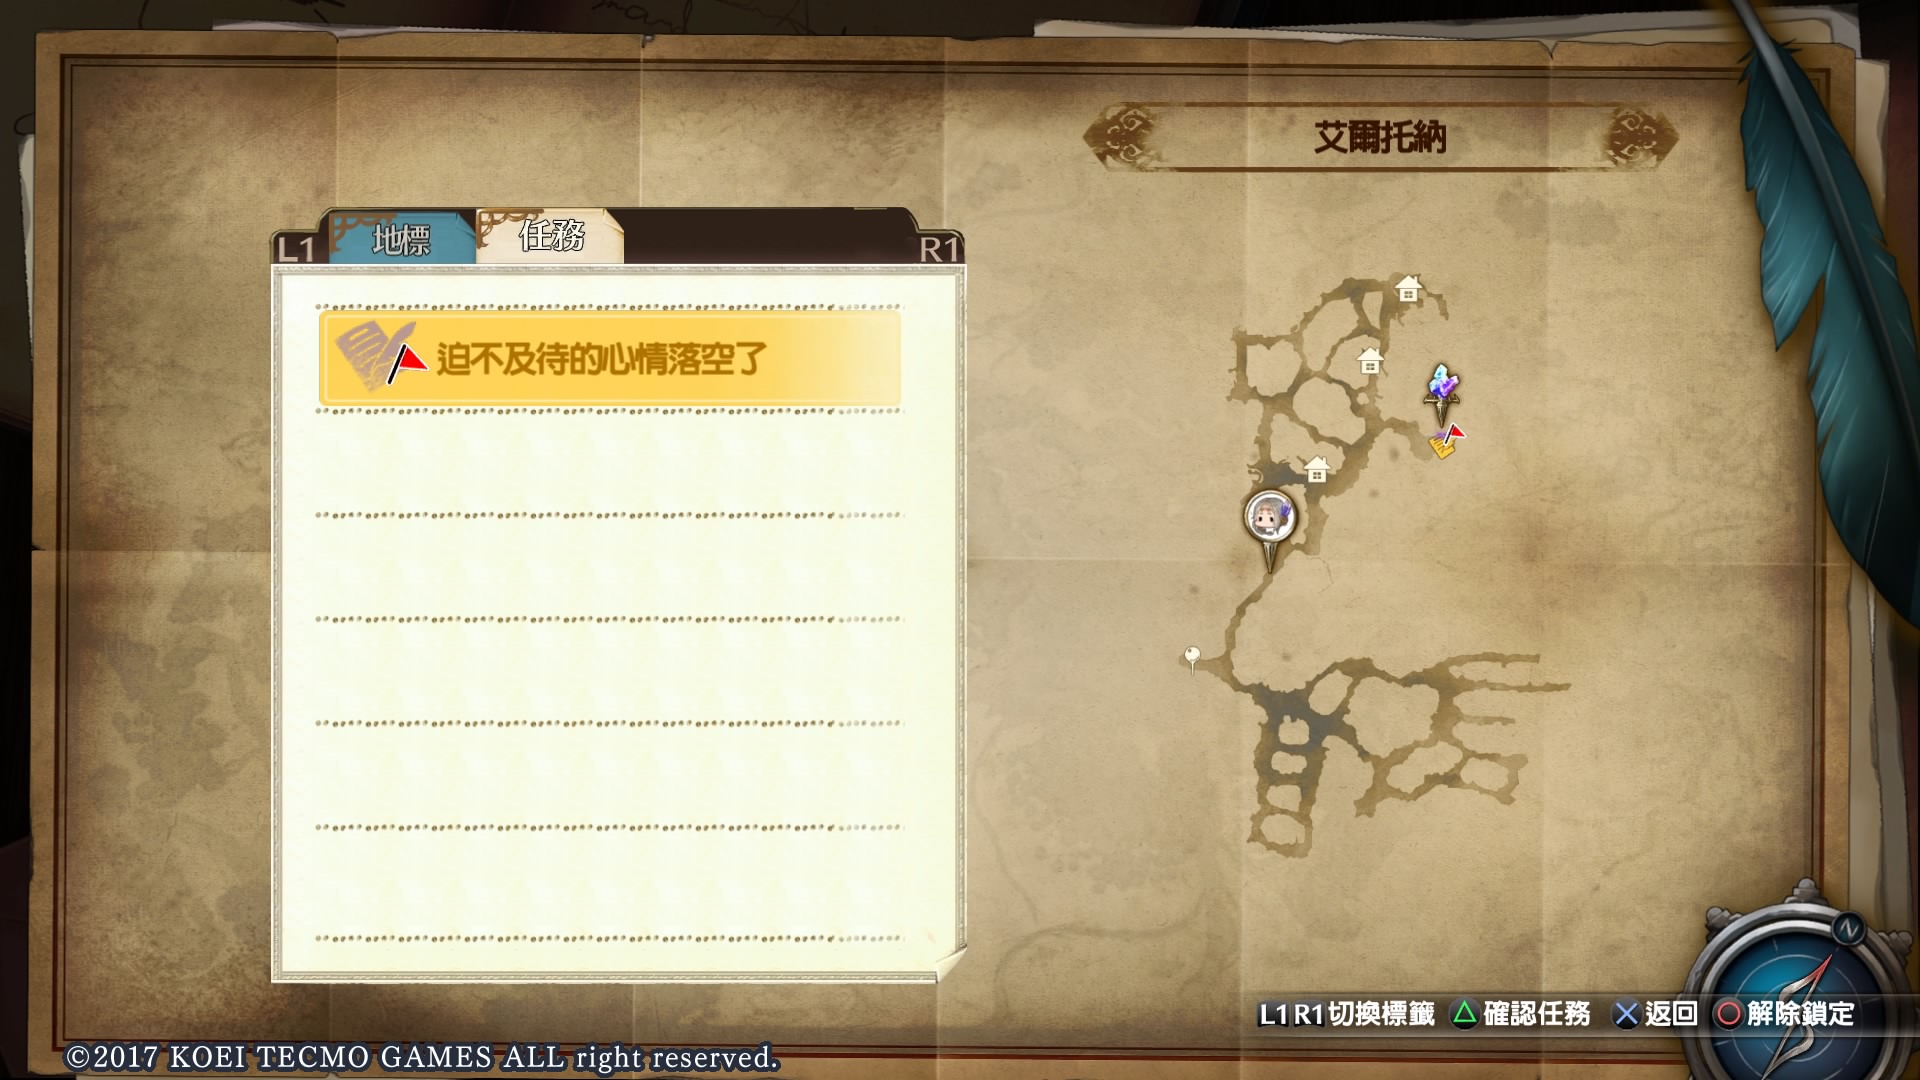 艾爾托納
L1 地標 任務 R1
迫不及待的心情落空了
N
L1 R1 切換標籤 確認任務 返回 解除鎖定
©2017 KOEI TECMO GAMES ALL right reserved.